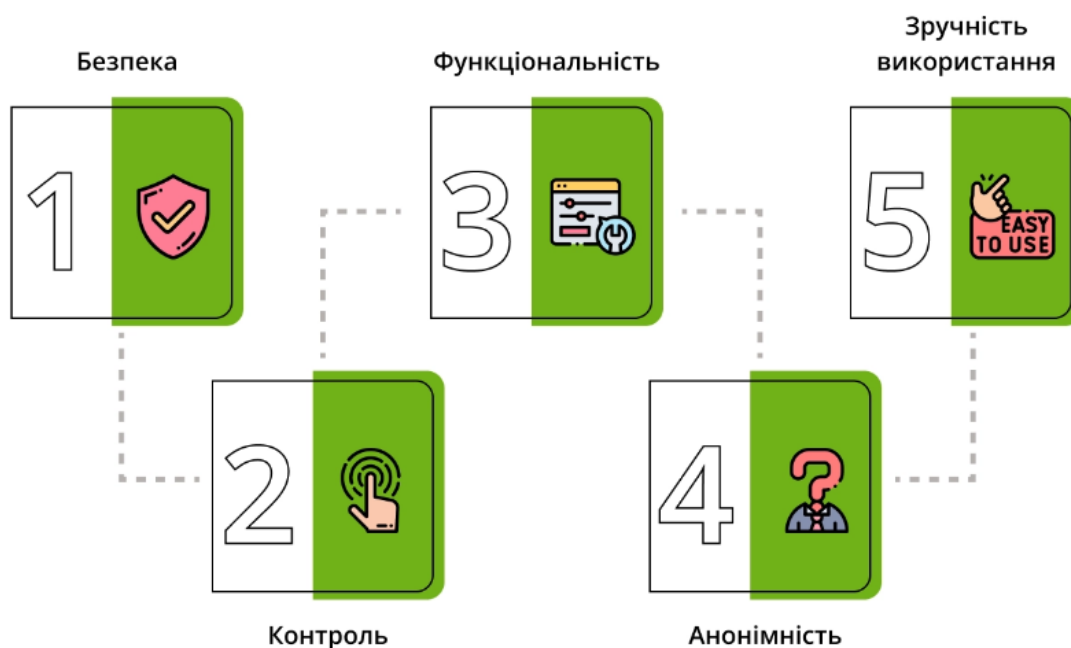 Безпека
1
Контроль
2
Функціональність
3
Анонімність
4
Зручність
використання
5
EASY
TO USE